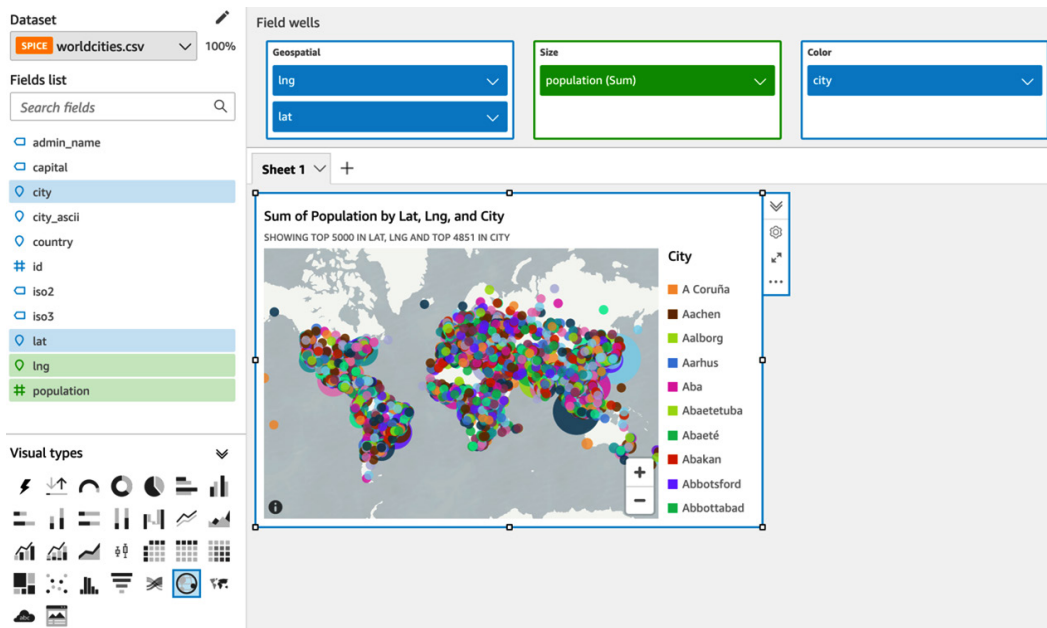 Dataset
SPICE worldcities.csv 100%
Fields list
Search fields
admin_name
capital
city
city_ascii
country
id
iso2
iso3
lat
lng
population
Visual types
abc
Field wells
Geospatial
lng
lat
Size
population (Sum)
Color
city
Sheet 1
Sum of Population by Lat, Lng, and City
SHOWING TOP 5000 IN LAT, LNG AND TOP 4851 IN CITY
City
A Coruña
Aachen
Aalborg
Aarhus
Aba
Abaetetuba
Abaeté
Abakan
Abbotsford
Abbottabad